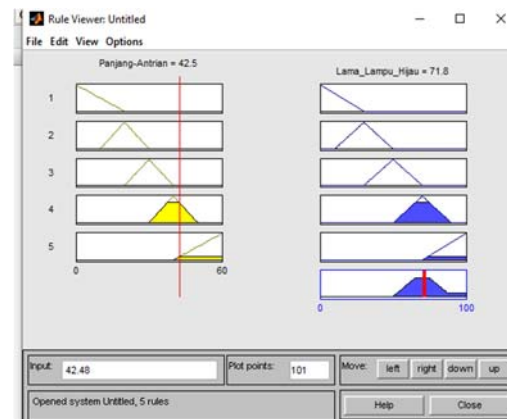 Rule Viewer: Untitled
File Edit View Options
Panjang-Antrian = 42.5
Lama_Lampu_Hijau = 71.8
1
2
3
4
5
0 60
0 100
Input: 42.48
Plot points: 101
Move: left right down up
Opened system Untitled, 5 rules
Help Close